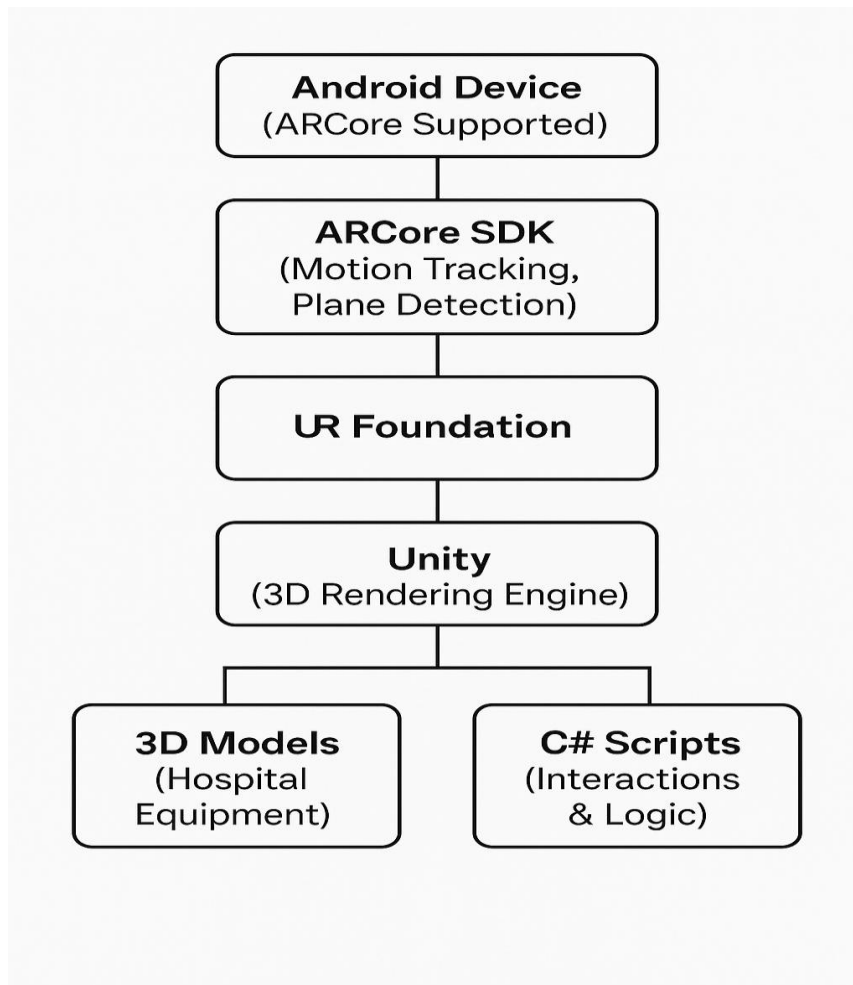 Android Device
(ARCore Supported)
ARCore SDK
(Motion Tracking,
Plane Detection)
UR Foundation
Unity
(3D Rendering Engine)
3D Models
(Hospital
Equipment)
C# Scripts
(Interactions
& Logic)